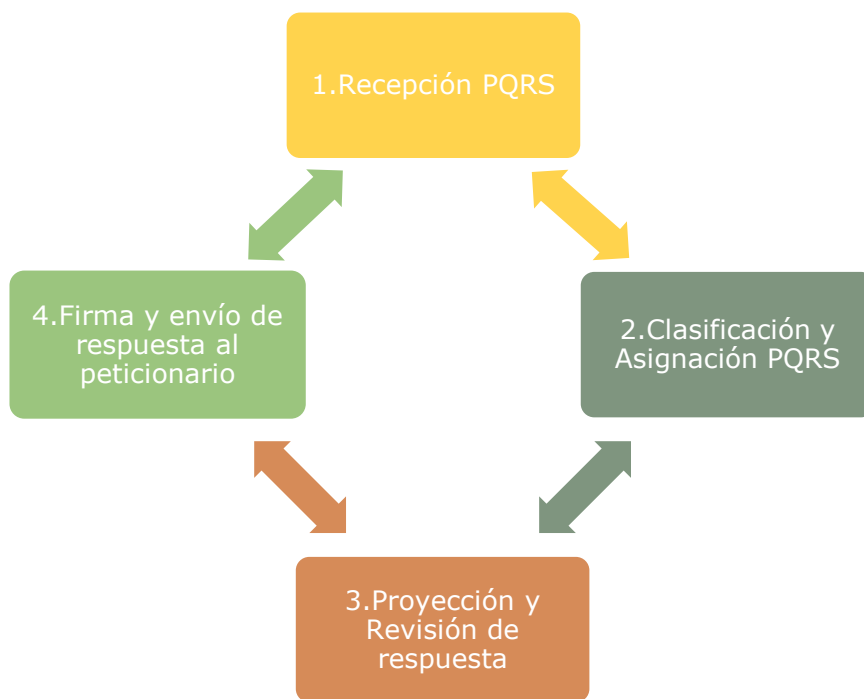 1.Recepción PQRS
2.Clasificación y
Asignación PQRS
3.Proyección y
Revisión de
respuesta
4.Firma y envío de
respuesta al
peticionario